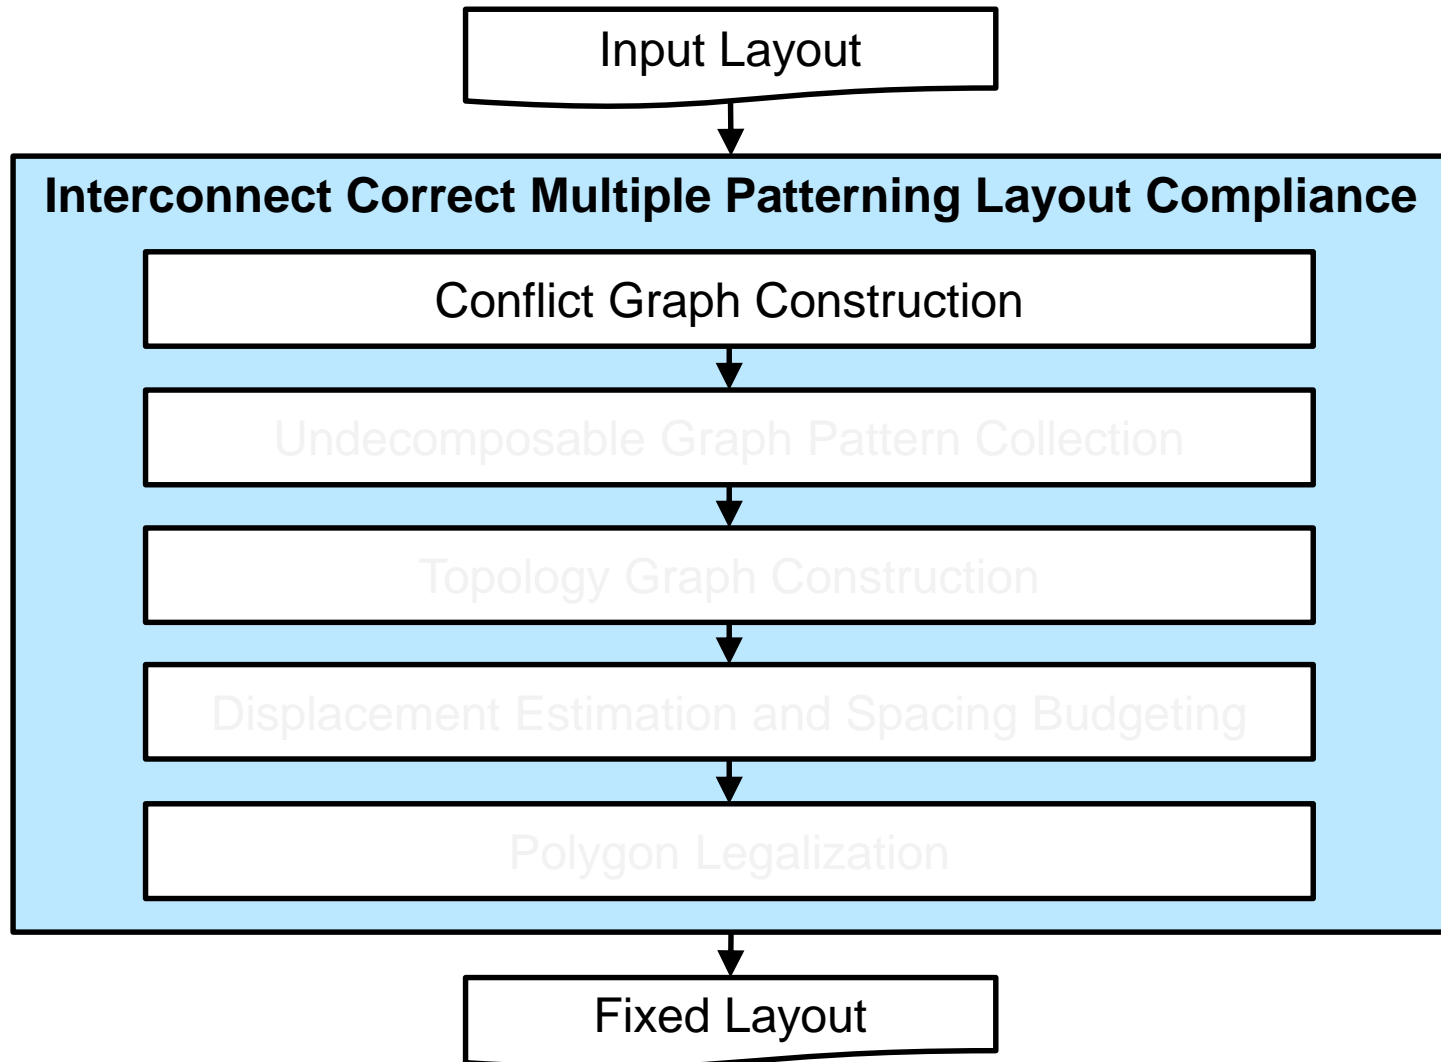 Input Layout
Interconnect Correct Multiple Patterning Layout Compliance
Conflict Graph Construction
Undecomposable Graph Pattern Collection
Topology Graph Construction
Displacement Estimation and Spacing Budgeting
Polygon Legalization
Fixed Layout